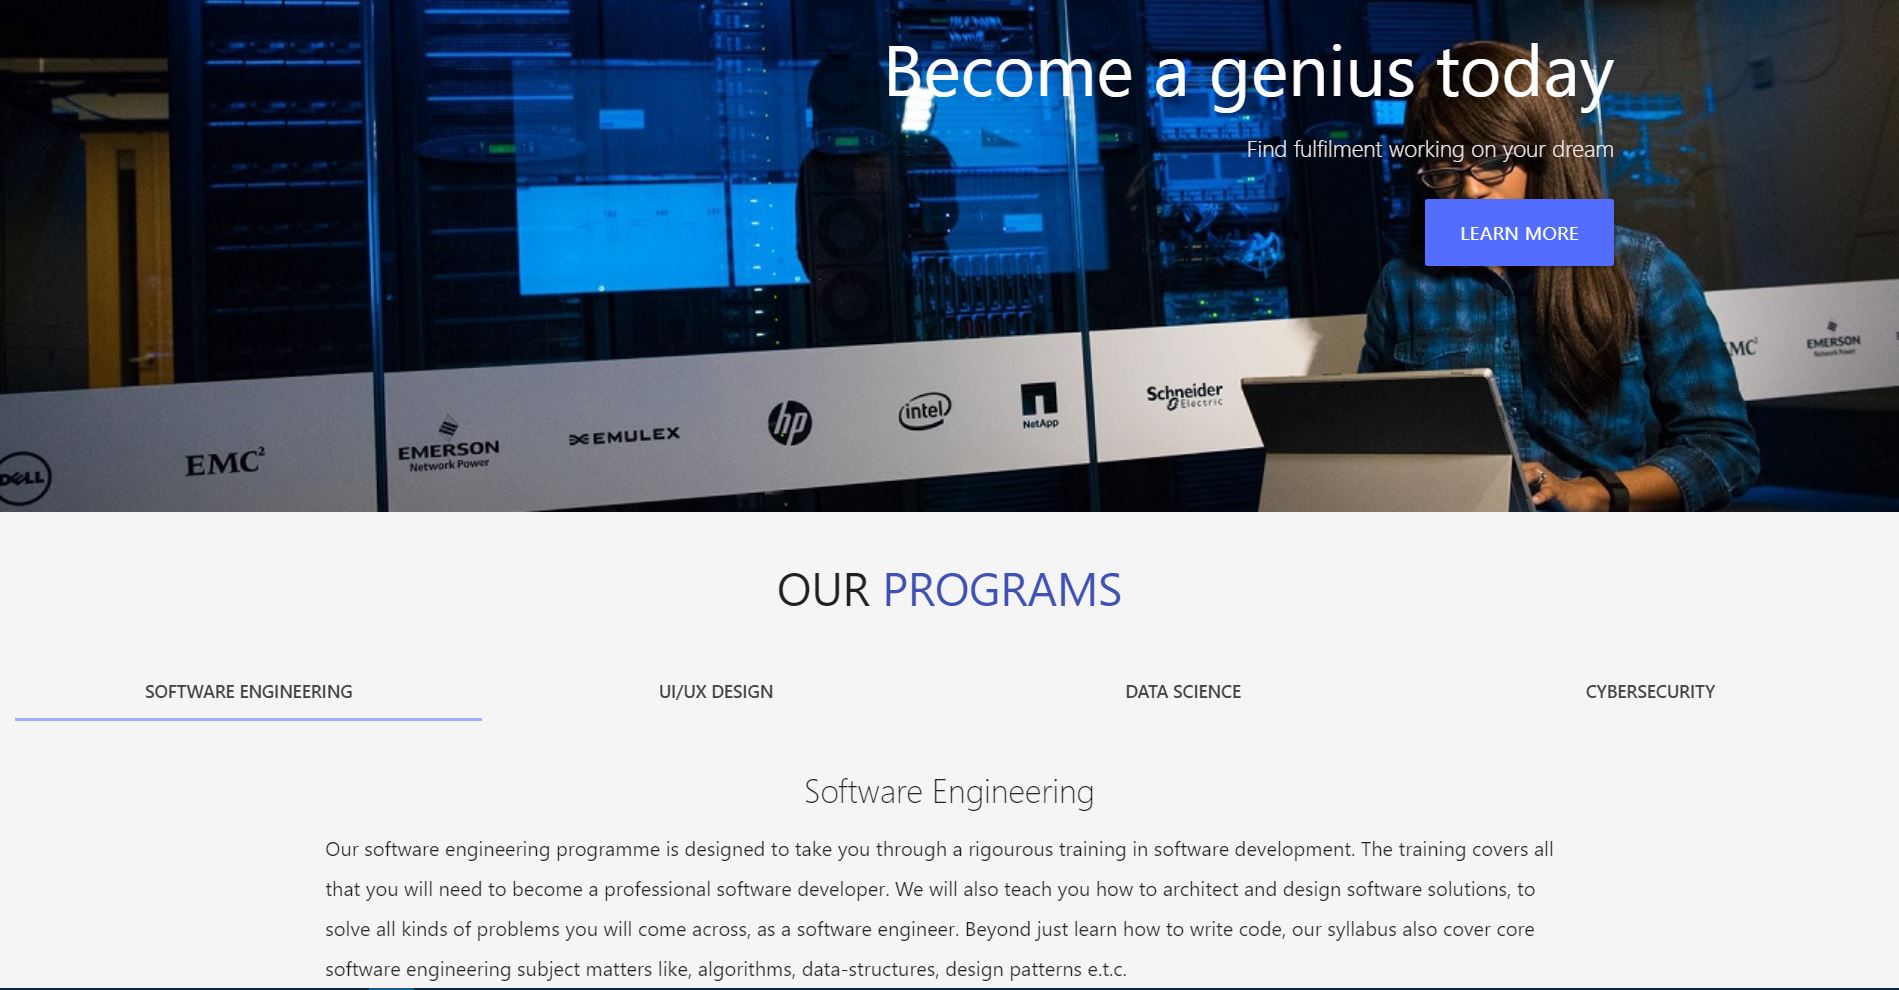 Become a genius today
Find fulfilment working on your dream
LEARN MORE
DELL
EMC²
EMERSON
Network Power
EMULEX
hp
intel
NetApp
Schneider
Electric
EMC²
EMERSON
Network Power
OUR PROGRAMS
SOFTWARE ENGINEERING
UI/UX DESIGN
DATA SCIENCE
CYBERSECURITY
Software Engineering
Our software engineering programme is designed to take you through a rigourous training in software development. The training covers all
that you will need to become a professional software developer. We will also teach you how to architect and design software solutions, to
solve all kinds of problems you will come across, as a software engineer. Beyond just learn how to write code, our syllabus also cover core
software engineering subject matters like, algorithms, data-structures, design patterns e.t.c.